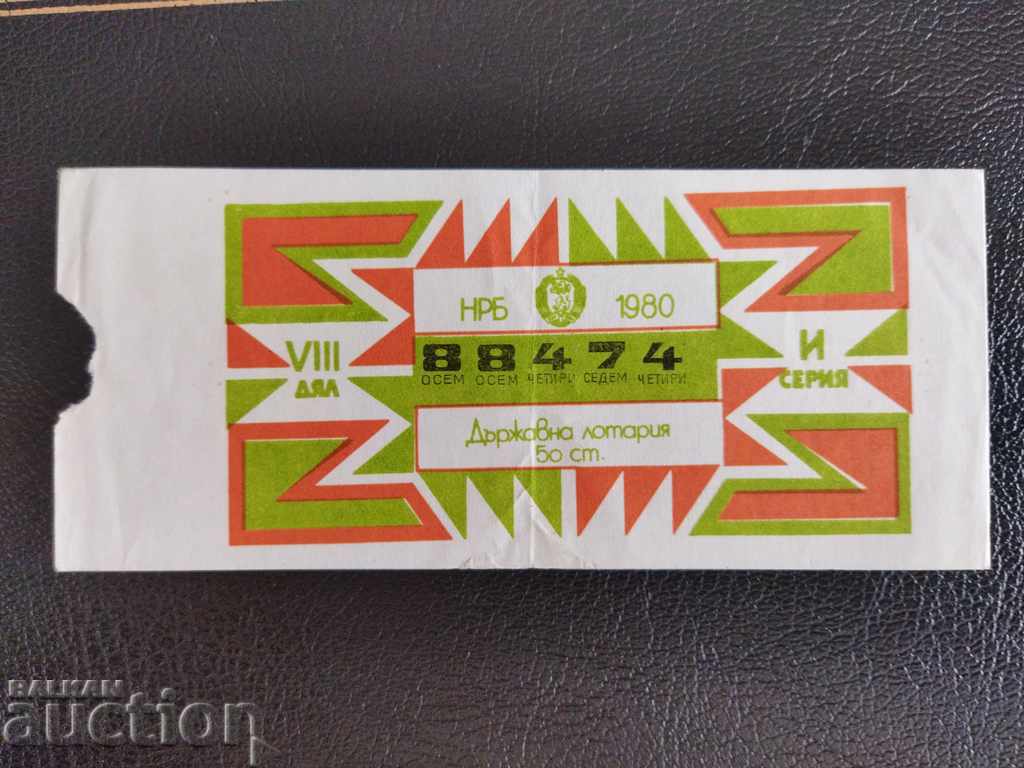 НРБ 1980
VIII
ДЯЛ
88474
ОСЕМ ОСЕМ ЧЕТИРИ СЕДЕМ ЧЕТИРИ
И
СЕРИЯ
Държавна лотария
50 ст.
BALKAN
auction